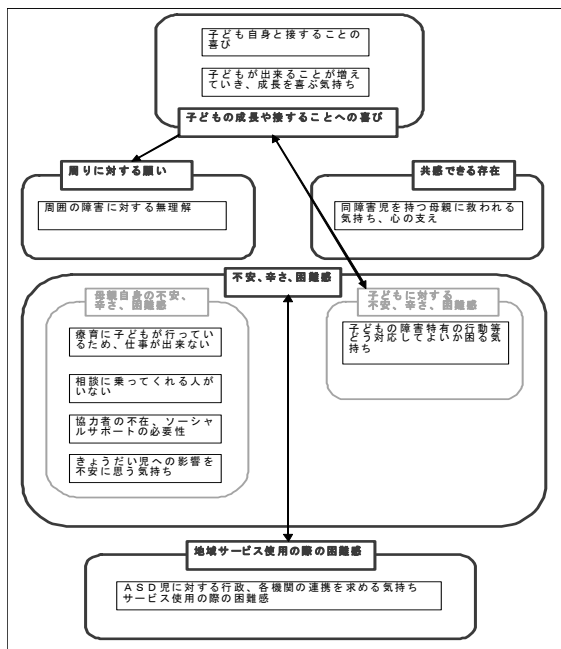 子ども自身と接することの
喜び
子どもが出来ることが増え
ていき、成長を喜ぶ気持ち
子どもの成長や接することへの喜び
周りに対する願い
周囲の障害に対する無理解
共感できる存在
同障害児を持つ母親に救われる
気持ち、心の支え
不安、辛さ、困難感
母親自身の不安、
辛さ、困難感
療育に子どもが行ってい
るため、仕事が出来ない
相談に乗ってくれる人が
いない
協力者の不在、ソーシャ
ルサポートの必要性
きょうだい児への影響を
不安に思う気持ち
子どもに対する
不安、辛さ、困難感
子どもの障害特有の行動等
どう対応してよいか困る気
持ち
地域サービス使用の際の困難感
ASD児に対する行政、各機関の連携を求める気持ち
サービス使用の際の困難感